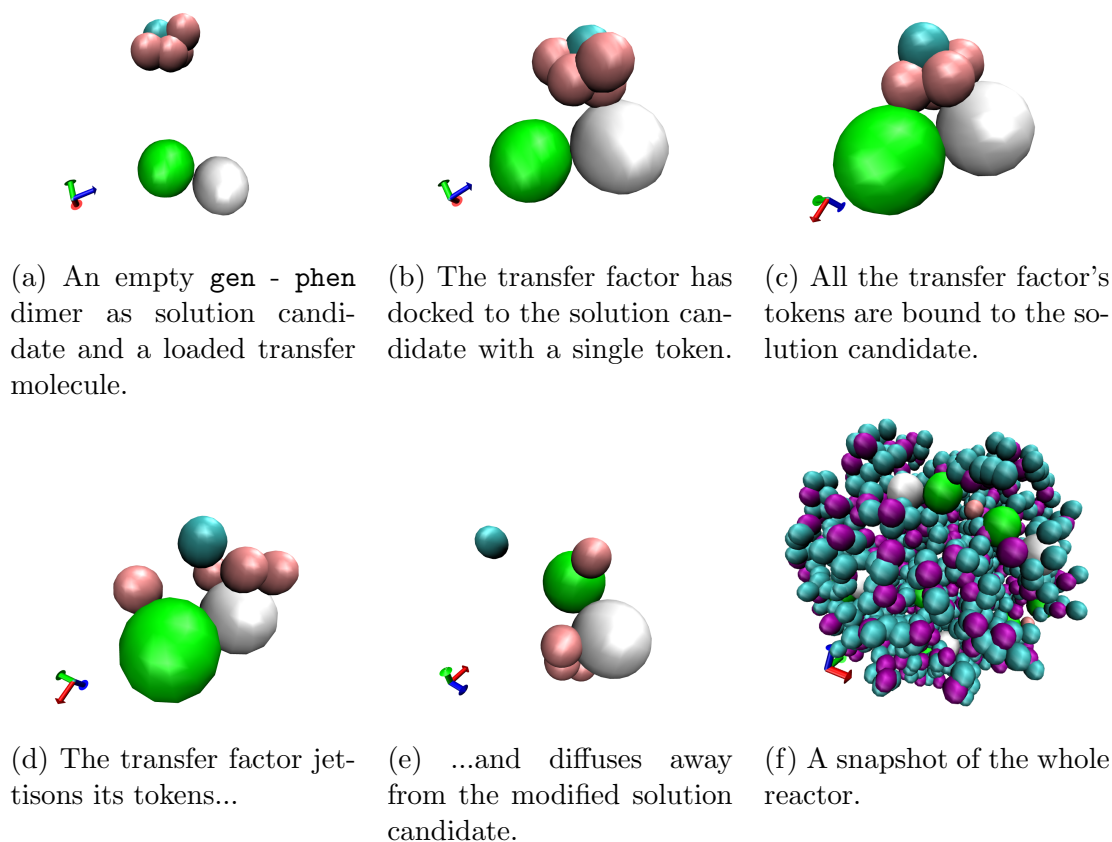 (a) An empty gen - phen
dimer as solution candi-
date and a loaded transfer
molecule.
(b) The transfer factor has
docked to the solution can-
didate with a single token.
(c) All the transfer factor's
tokens are bound to the so-
lution candidate.
(d) The transfer factor jet-
tisons its tokens...
(e) ...and diffuses away
from the modified solution
candidate.
(f) A snapshot of the whole
reactor.